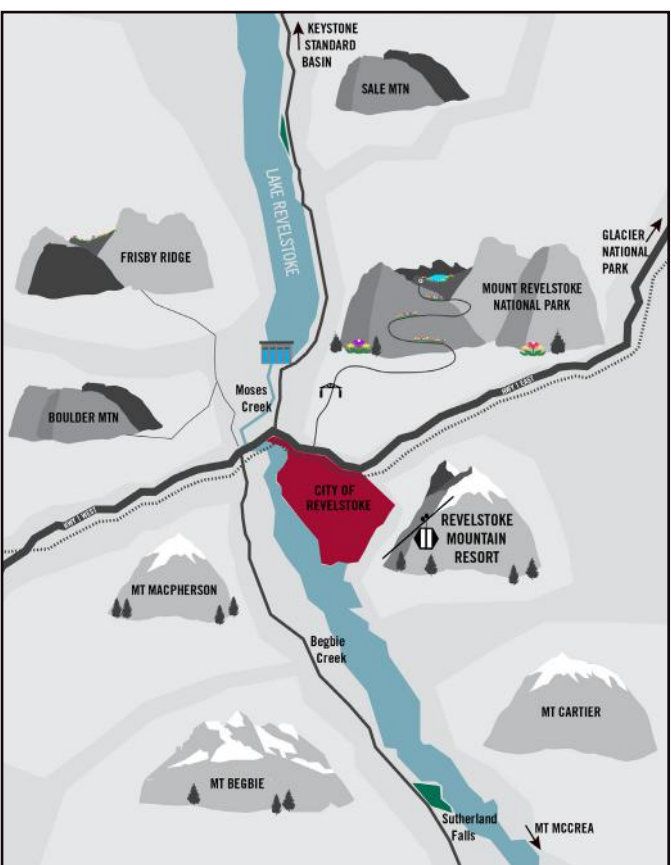 KEYSTONE
STANDARD
BASIN
SALE MTN
LAKE REVELSTOKE
GLACIER
NATIONAL
PARK
FRISBY RIDGE
MOUNT REVELSTOKE
NATIONAL PARK
Moses
Creek
BOULDER MTN
HWY 1 EAST
CITY OF
REVELSTOKE
HWY 1 WEST
REVELSTOKE
MOUNTAIN
RESORT
MT MACPHERSON
Begbie
Creek
MT CARTIER
MT BEGBIE
Sutherland
Falls
MT MCCREA